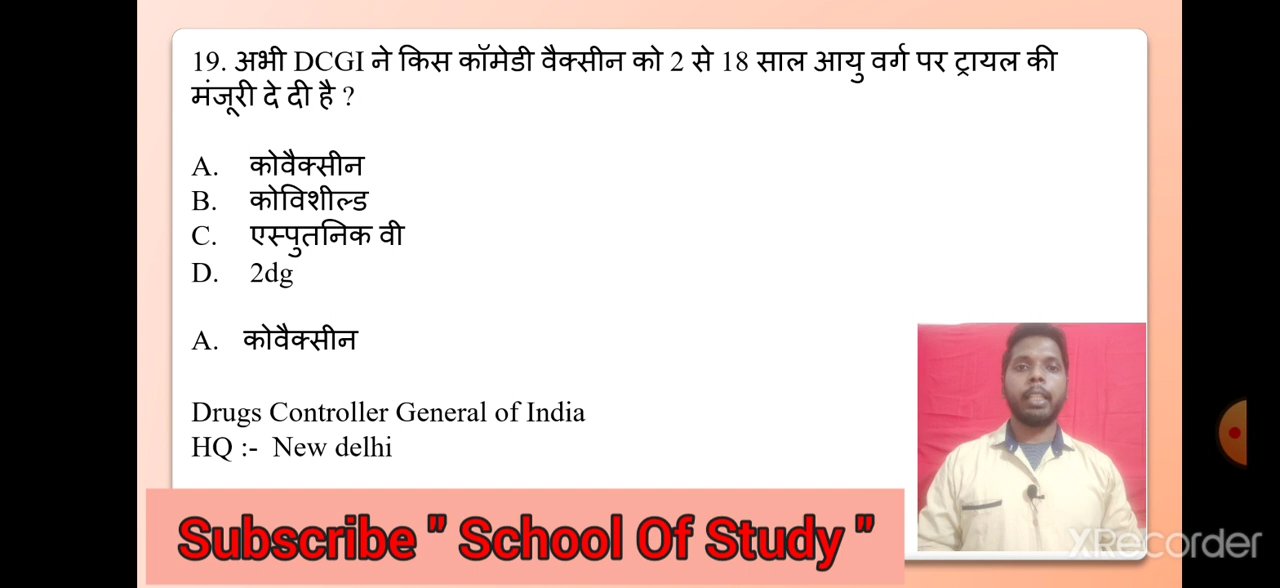 19. अभी DCGI ने किस कॉमेडी वैक्सीन को 2 से 18 साल आयु वर्ग पर ट्रायल की
मंजूरी दे दी है ?
A. कोवैक्सीन
B. कोविशील्ड
C. एस्पुतनिक वी
D. 2dg
A. कोवैक्सीन
Drugs Controller General of India
HQ :- New delhi
Subscribe " School Of Study "
XRecorder